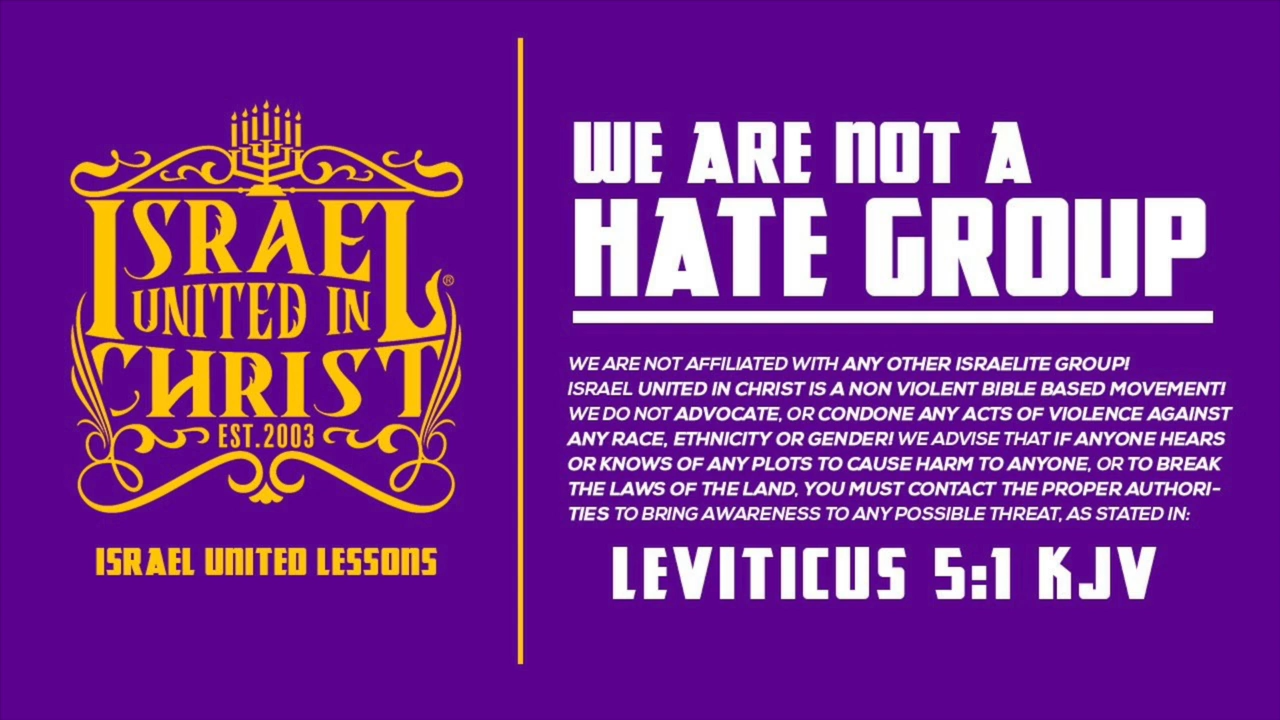 ISRAEL
UNITED IN
CHRIST
EST.2003
®
ISRAEL UNITED LESSONS
WE ARE NOT A
HATE GROUP
WE ARE NOT AFFILIATED WITH ANY OTHER ISRAELITE GROUP!
ISRAEL UNITED IN CHRIST IS A NON VIOLENT BIBLE BASED MOVEMENT!
WE DO NOT ADVOCATE, OR CONDONE ANY ACTS OF VIOLENCE AGAINST
ANY RACE, ETHNICITY OR GENDER! WE ADVISE THAT IF ANYONE HEARS
OR KNOWS OF ANY PLOTS TO CAUSE HARM TO ANYONE, OR TO BREAK
THE LAWS OF THE LAND, YOU MUST CONTACT THE PROPER AUTHORI-
TIES TO BRING AWARENESS TO ANY POSSIBLE THREAT, AS STATED IN:
LEVITICUS 5:1 KJV